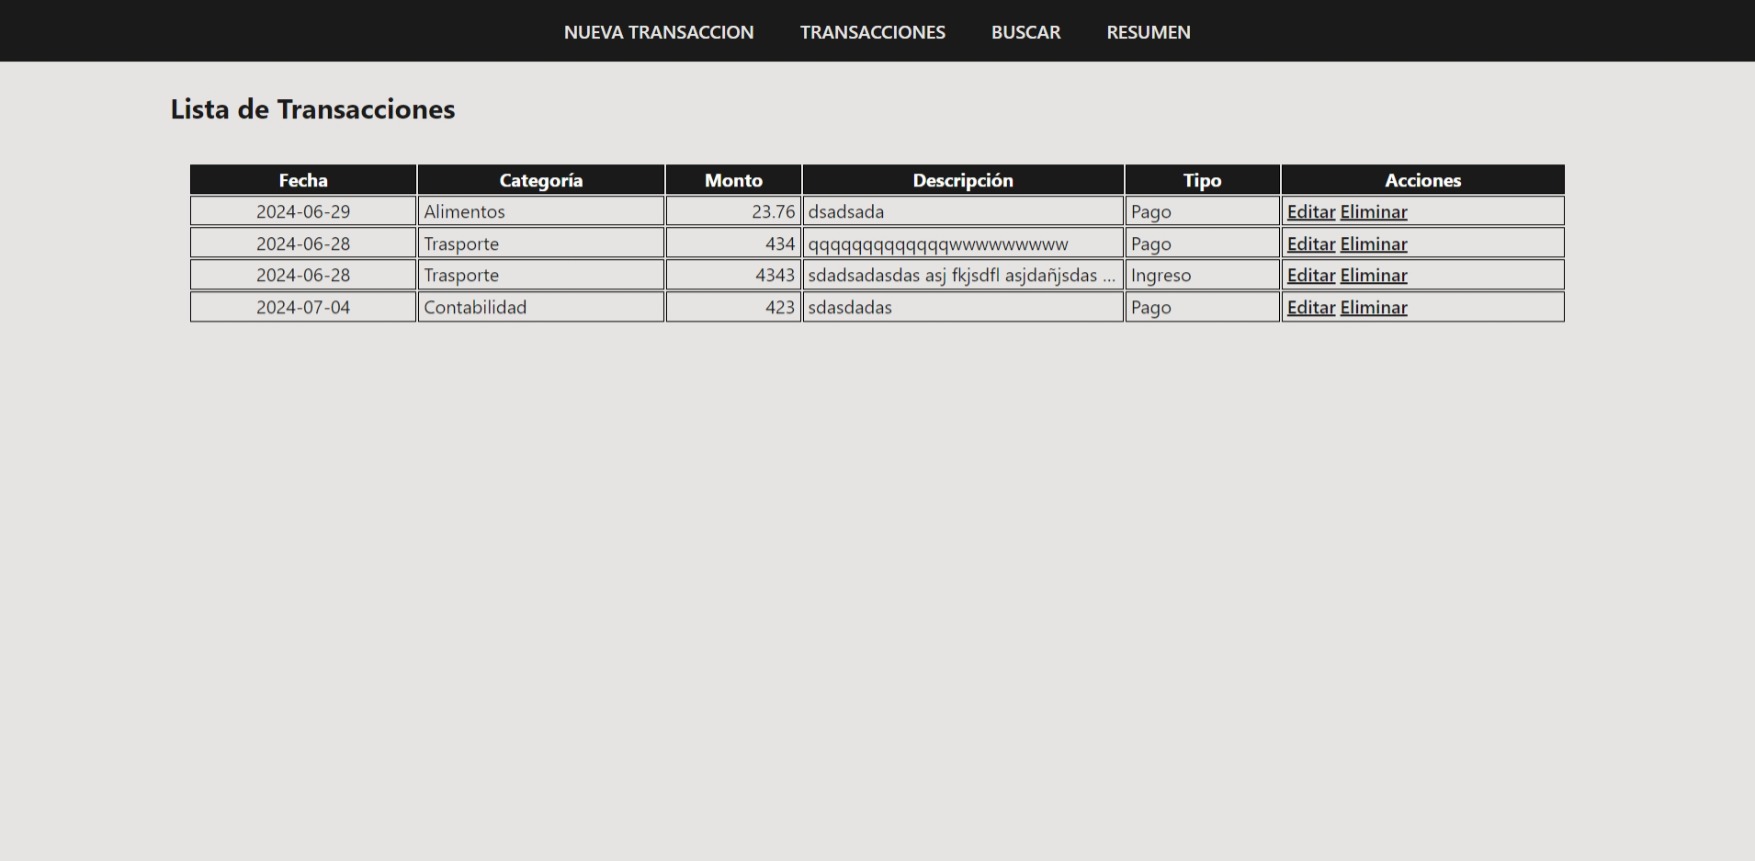 NUEVA TRANSACCION TRANSACCIONES BUSCAR RESUMEN
Lista de Transacciones
Fecha Categoría Monto Descripción Tipo Acciones
2024-06-29 Alimentos 23.76 dsadsada Pago Editar Eliminar
2024-06-28 Trasporte 434 qqqqqqqqqqqqqwwwwwwwww Pago Editar Eliminar
2024-06-28 Trasporte 4343 sdadsadasdas asj fkjsdfl asjdañjsdas ... Ingreso Editar Eliminar
2024-07-04 Contabilidad 423 sdasdadas Pago Editar Eliminar